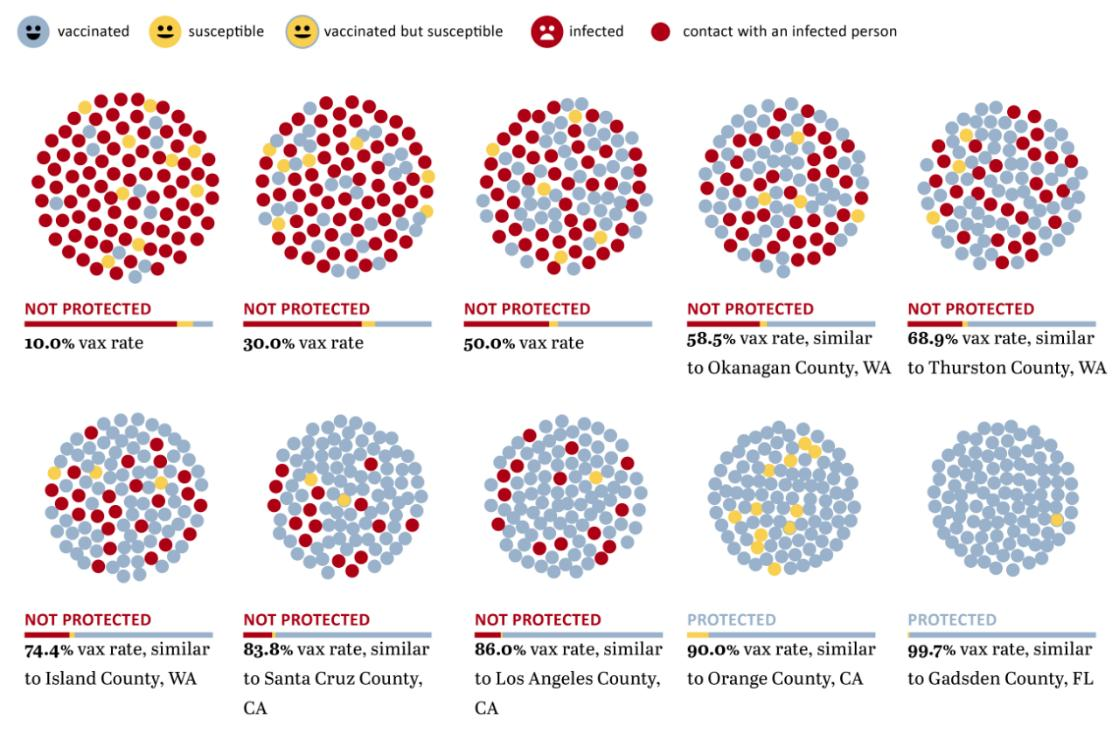 vaccinated
susceptible
vaccinated but susceptible
infected
contact with an infected person
NOT PROTECTED
10.0% vax rate
NOT PROTECTED
30.0% vax rate
NOT PROTECTED
50.0% vax rate
NOT PROTECTED
58.5% vax rate, similar
to Okanagan County, WA
NOT PROTECTED
68.9% vax rate, similar
to Thurston County, WA
NOT PROTECTED
74.4% vax rate, similar
to Island County, WA
NOT PROTECTED
83.8% vax rate, similar
to Santa Cruz County,
CA
NOT PROTECTED
86.0% vax rate, similar
to Los Angeles County,
CA
PROTECTED
90.0% vax rate, similar
to Orange County, CA
PROTECTED
99.7% vax rate, similar
to Gadsden County, FL